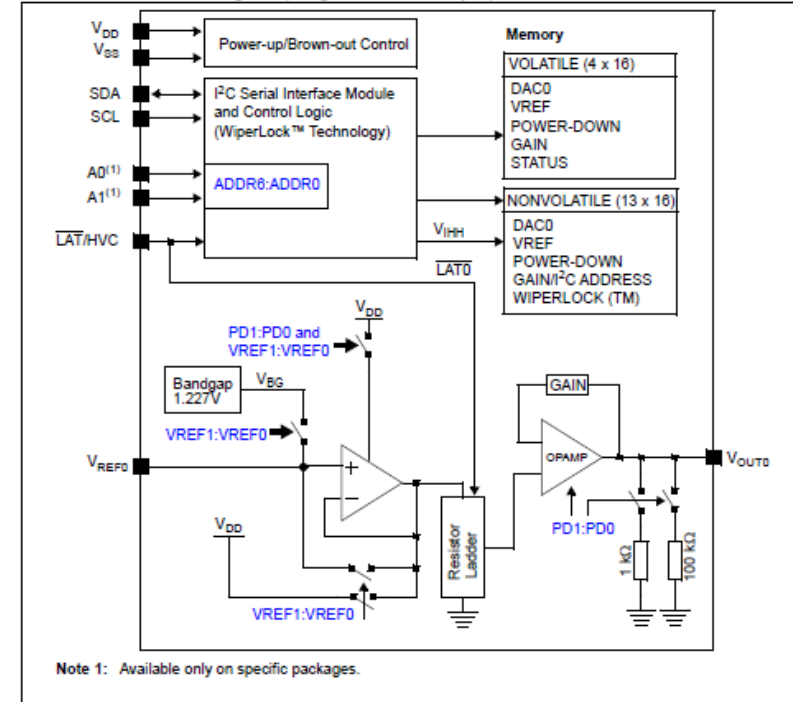 VDD
VSS
Power-up/Brown-out Control
Memory
VOLATILE (4 x 16)
DAC0
VREF
POWER-DOWN
GAIN
STATUS
SDA
SCL
I2C Serial Interface Module
and Control Logic
(WiperLock™ Technology)
A0(1)
A1(1)
ADDR6:ADDR0
NONVOLATILE (13 x 16)
DAC0
VREF
POWER-DOWN
GAIN/I2C ADDRESS
WIPERLOCK (TM)
LAT/HVC
VIHH
LAT0
VDD
PD1:PD0 and
VREF1:VREF0
Bandgap
1.227V
VBG
VREF1:VREF0
GAIN
OPAMP
VREF0
+
–
VOUT0
VDD
Resistor
Ladder
PD1:PD0
1 kΩ
100 kΩ
VREF1:VREF0
Note 1: Available only on specific packages.